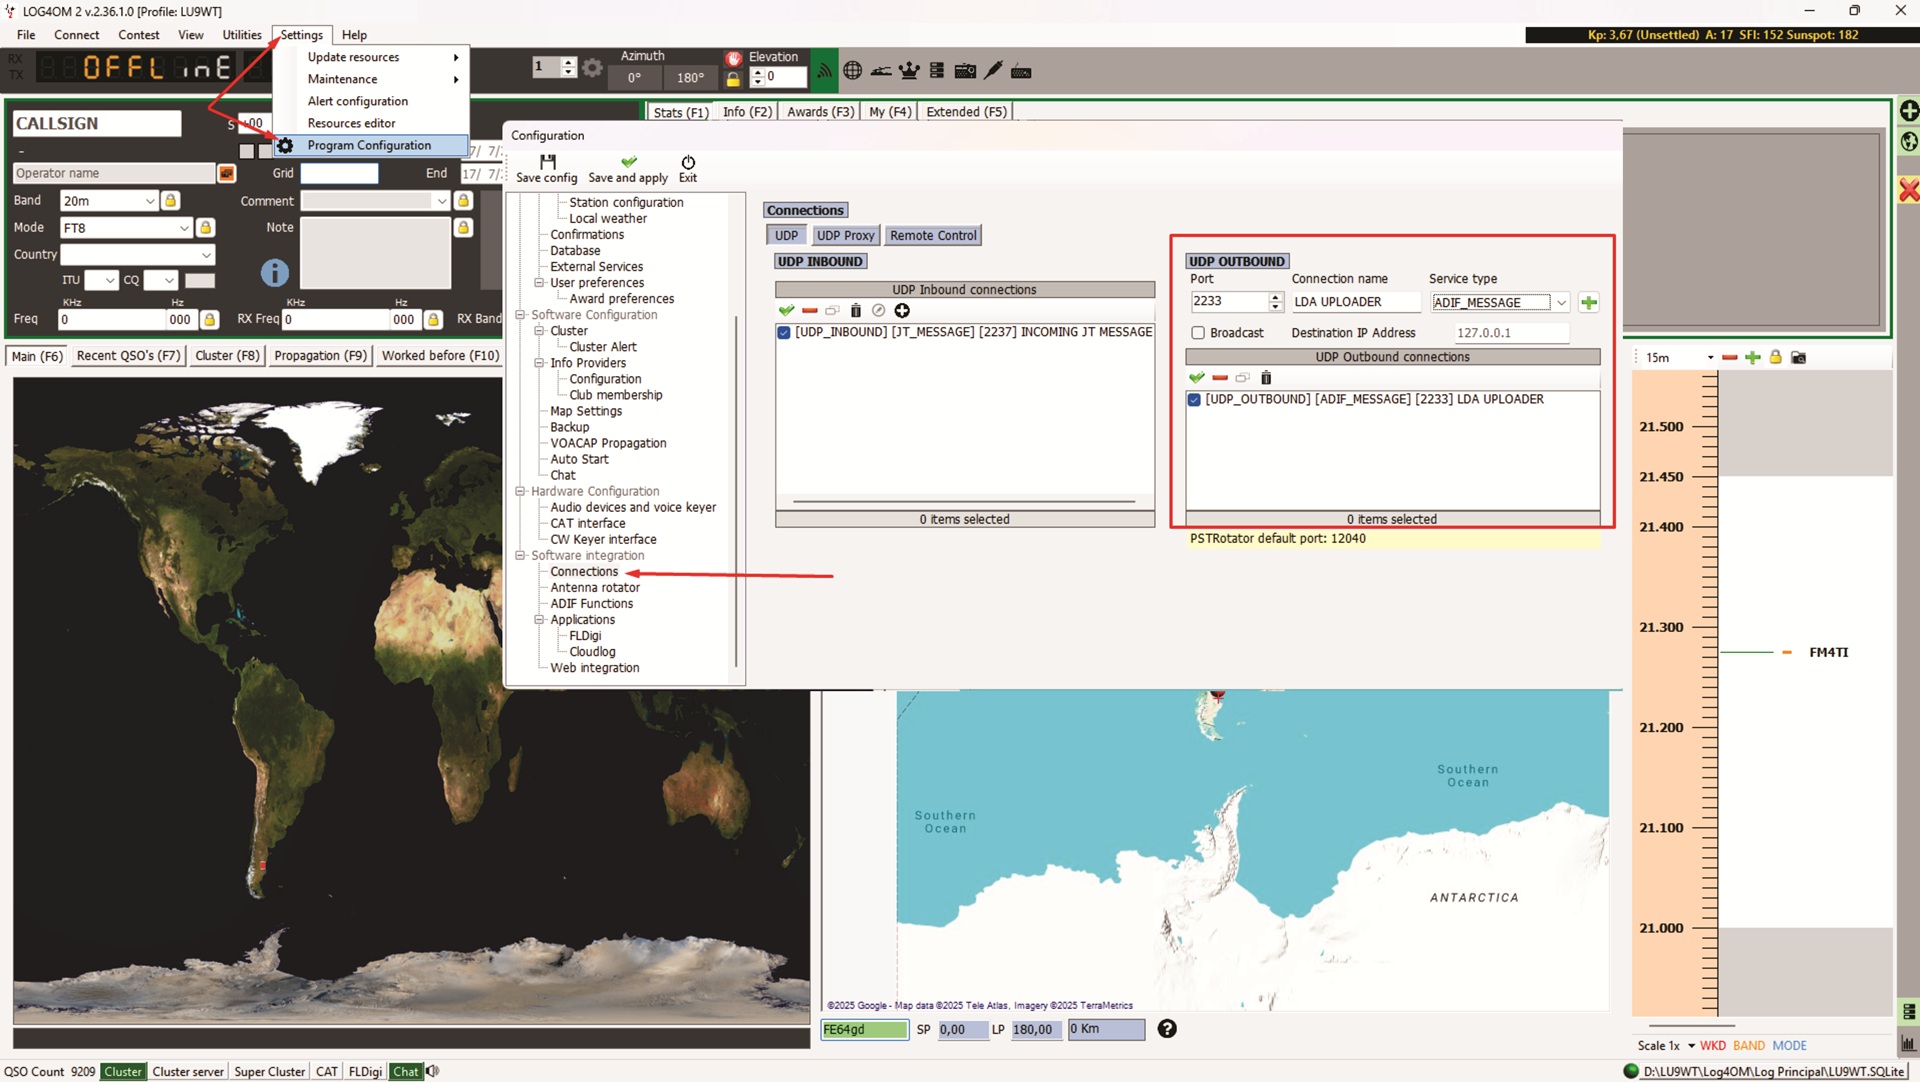 LOG4OM 2 v.2.36.1.0 [Profile: LU9WT]
File Connect Contest View Utilities Settings Help
Kp: 3,67 (Unsettled) A: 17 SFI: 152 Sunspot: 182
RX
TX
OFFLinE
Update resources
Maintenance
Alert configuration
Resources editor
Program Configuration
1
Azimuth
0° 180°
Elevation
0
CALLSIGN
S
-
Operator name
Grid
End
17/ 7/
Band 20m
Comment
Mode FT8
Note
Country
ITU CQ
KHz Hz KHz Hz
Freq 0 000 RX Freq 0 000 RX Band
Stats (F1) Info (F2) Awards (F3) My (F4) Extended (F5)
Main (F6) Recent QSO's (F7) Cluster (F8) Propagation (F9) Worked before (F10)
Configuration
Save config Save and apply Exit
Station configuration
Local weather
Confirmations
Database
External Services
User preferences
Award preferences
Software Configuration
Cluster
Cluster Alert
Info Providers
Configuration
Club membership
Map Settings
Backup
VOACAP Propagation
Auto Start
Chat
Hardware Configuration
Audio devices and voice keyer
CAT interface
CW Keyer interface
Software integration
Connections
Antenna rotator
ADIF Functions
Applications
FLDigi
Cloudlog
Web integration
Connections
UDP UDP Proxy Remote Control
UDP INBOUND
UDP Inbound connections
[UDP_INBOUND] [JT_MESSAGE] [2237] INCOMING JT MESSAGE
0 items selected
UDP OUTBOUND
Port Connection name Service type
2233 LDA UPLOADER ADIF_MESSAGE
Broadcast Destination IP Address 127.0.0.1
UDP Outbound connections
[UDP_OUTBOUND] [ADIF_MESSAGE] [2233] LDA UPLOADER
0 items selected
PSTRotator default port: 12040
15m
21.500
21.450
21.400
21.300
FM4TI
21.200
21.100
21.000
Southern
Ocean
Southern
Ocean
ANTARCTICA
©2025 Google - Map data ©2025 Tele Atlas, Imagery ©2025 TerraMetrics
FE64gd SP 0,00 LP 180,00 0 Km
Scale 1x WKD BAND MODE
QSO Count 9209 Cluster Cluster server Super Cluster CAT FLDigi Chat
D:\LU9WT\Log4OM\Log Principal\LU9WT.SQLite